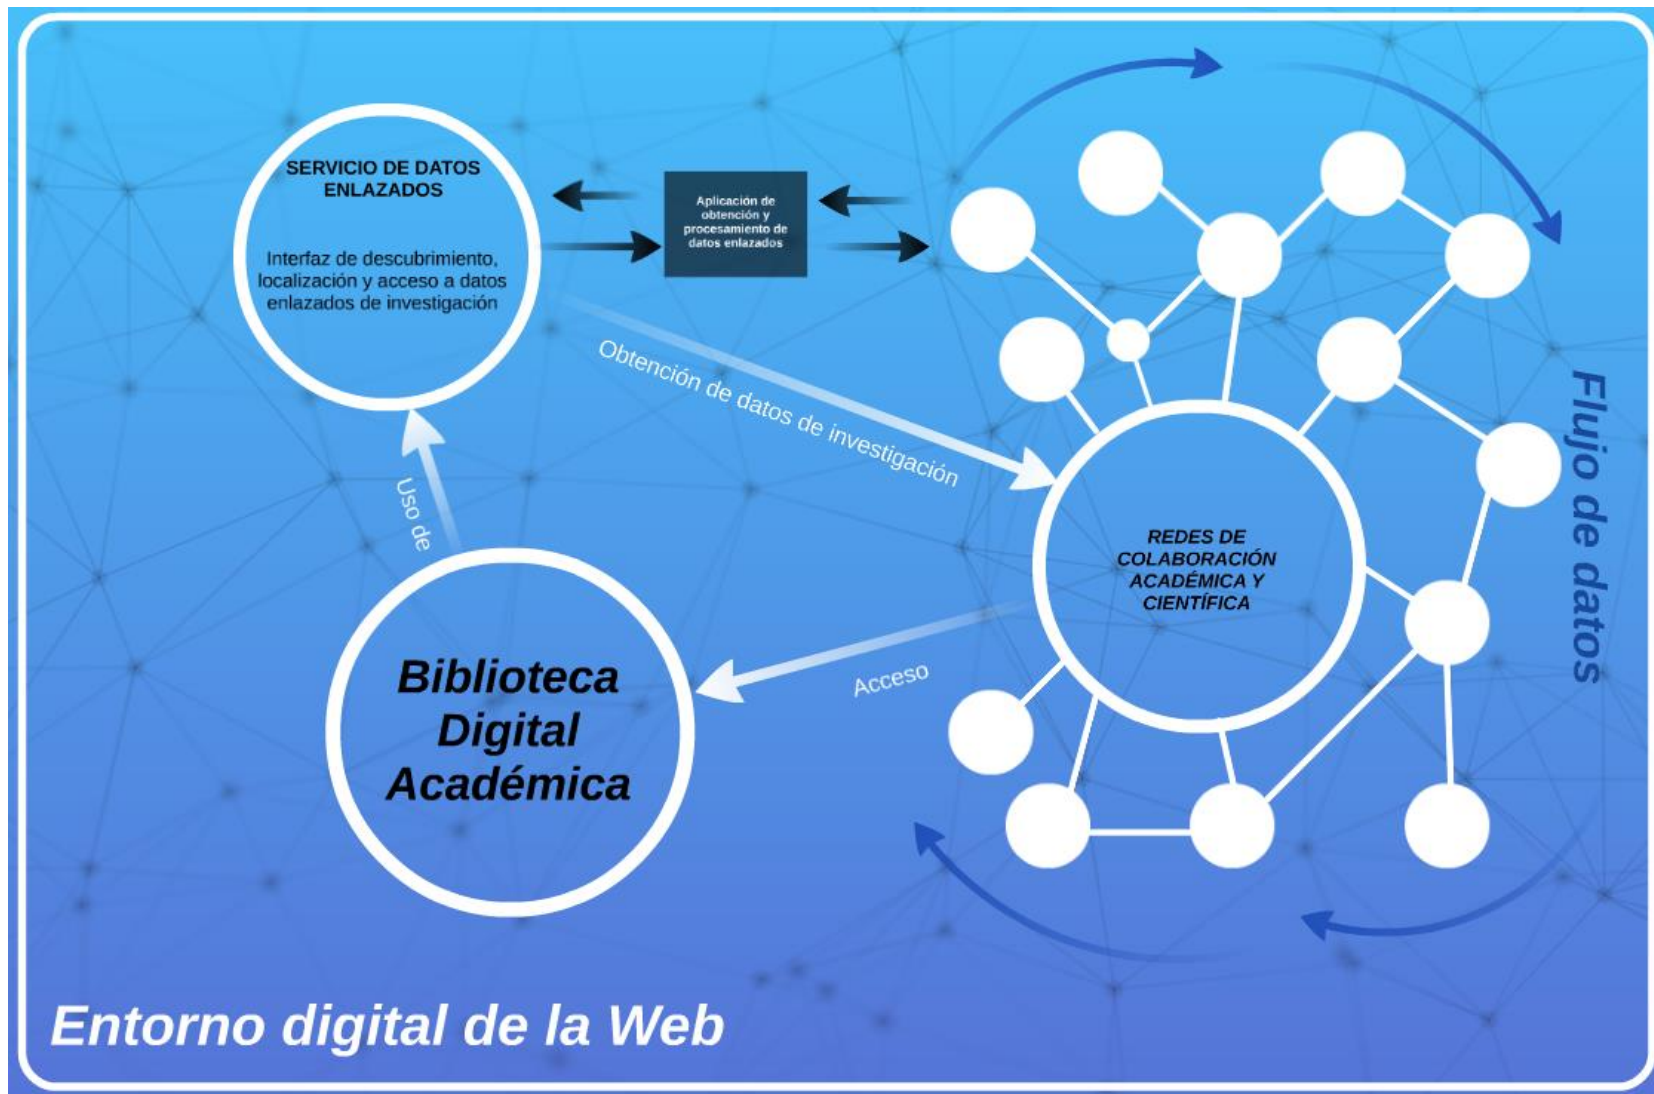 SERVICIO DE DATOS
ENLAZADOS
Interfaz de descubrimiento,
localización y acceso a datos
enlazados de investigación
Aplicación de
obtención y
procesamiento de
datos enlazados
Obtención de datos de investigación
Flujo de datos
Uso de
REDES DE
COLABORACIÓN
ACADÉMICA Y
CIENTÍFICA
Acceso
Biblioteca
Digital
Académica
Entorno digital de la Web